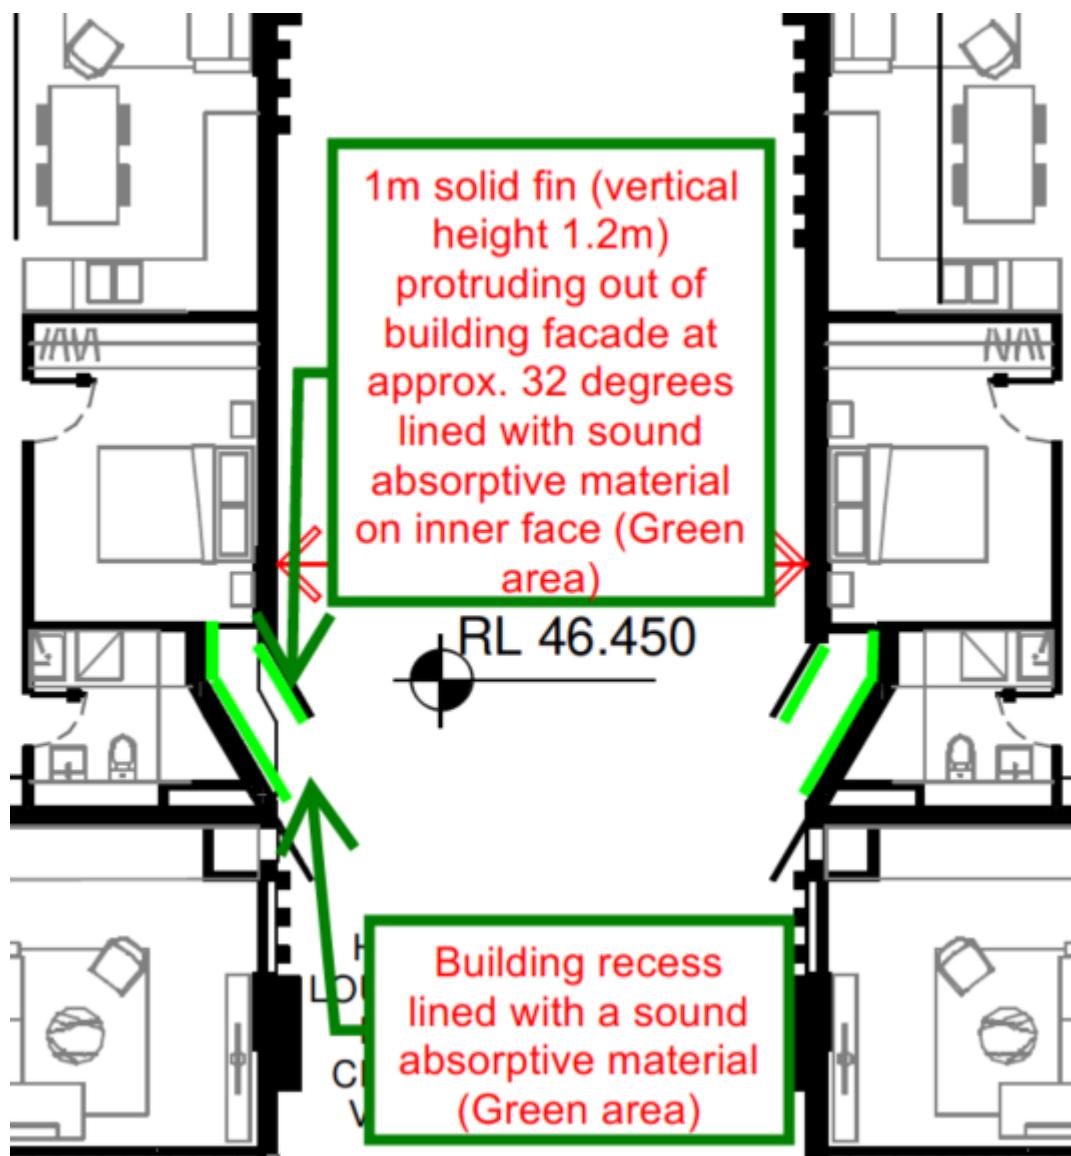 1m solid fin (vertical
height 1.2m)
protruding out of
building facade at
approx. 32 degrees
lined with sound
absorptive material
on inner face (Green
area)
RL 46.450
Building recess
lined with a sound
absorptive material
(Green area)